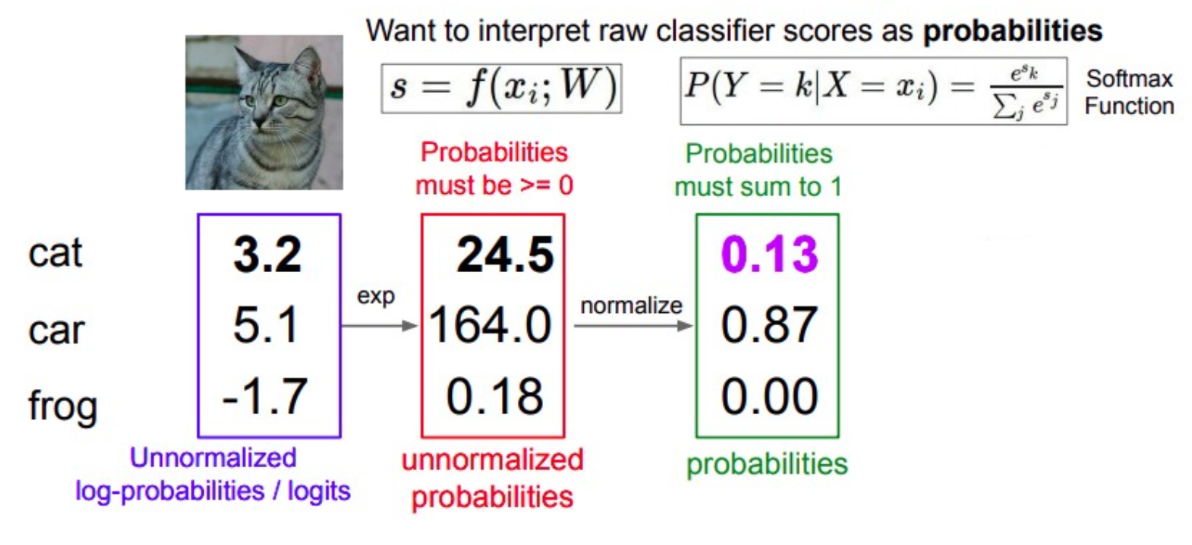 Want to interpret raw classifier scores as probabilities
s = f(x_i; W)
P(Y = k|X = x_i) = e^{s_k} / ∑_j e^{s_j}
Softmax
Function
Probabilities
must be >= 0
Probabilities
must sum to 1
cat 3.2 24.5 0.13
exp normalize
car 5.1 164.0 0.87
frog -1.7 0.18 0.00
Unnormalized
log-probabilities / logits
unnormalized
probabilities
probabilities